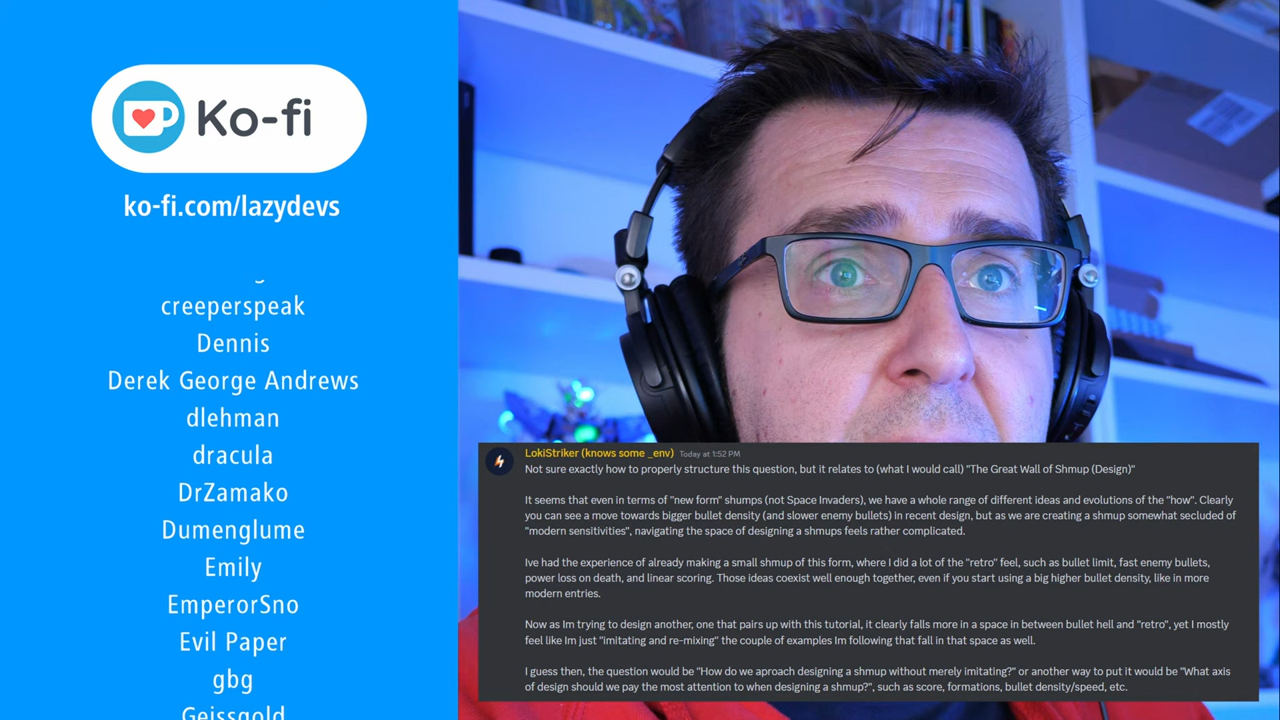 Ko-fi
ko-fi.com/lazydevs
creeperspeak
Dennis
Derek George Andrews
dlehman
dracula
DrZamako
Dumenglume
Emily
EmperorSno
Evil Paper
gbg
Geissgold
LokiStriker (knows some _env) Today at 1:52 PM
Not sure exactly how to properly structure this question, but it relates to (what I would call) "The Great Wall of Shmup (Design)"
It seems that even in terms of "new form" shumps (not Space Invaders), we have a whole range of different ideas and evolutions of the "how". Clearly
you can see a move towards bigger bullet density (and slower enemy bullets) in recent design, but as we are creating a shmup somewhat secluded of
"modern sensitivities", navigating the space of designing a shmups feels rather complicated.
Ive had the experience of already making a small shmup of this form, where I did a lot of the "retro" feel, such as bullet limit, fast enemy bullets,
power loss on death, and linear scoring. Those ideas coexist well enough together, even if you start using a big higher bullet density, like in more
modern entries.
Now as Im trying to design another, one that pairs up with this tutorial, it clearly falls more in a space in between bullet hell and "retro", yet I mostly
feel like Im just "imitating and re-mixing" the couple of examples Im following that fall in that space as well.
I guess then, the question would be "How do we aproach designing a shmup without merely imitating?" or another way to put it would be "What axis
of design should we pay the most attention to when designing a shmup?", such as score, formations, bullet density/speed, etc.